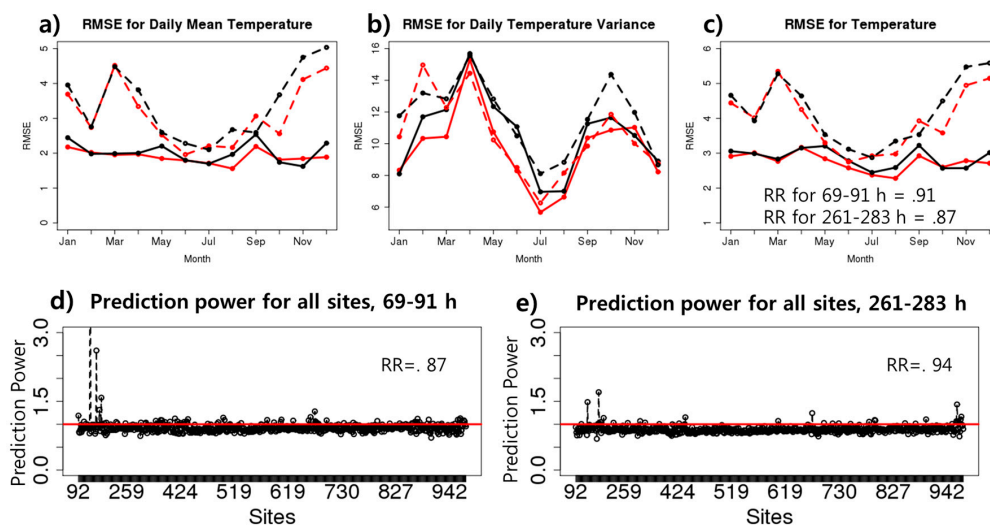 a) RMSE for Daily Mean Temperature
b) RMSE for Daily Temperature Variance
c) RMSE for Temperature
RMSE
0
1
2
3
4
5
Jan Mar May Jul Sep Nov
Month
RMSE
6
8
10
12
14
16
Jan Mar May Jul Sep Nov
Month
RMSE
1
2
3
4
5
6
RR for 69-91 h = .91
RR for 261-283 h = .87
Jan Mar May Jul Sep Nov
Month
d) Prediction power for all sites, 69-91 h
Prediction Power
0.0
1.5
3.0
RR=. 87
92 259 424 519 619 730 827 942
Sites
e) Prediction power for all sites, 261-283 h
Prediction Power
0.0
1.5
3.0
RR=. 94
92 259 424 519 619 730 827 942
Sites